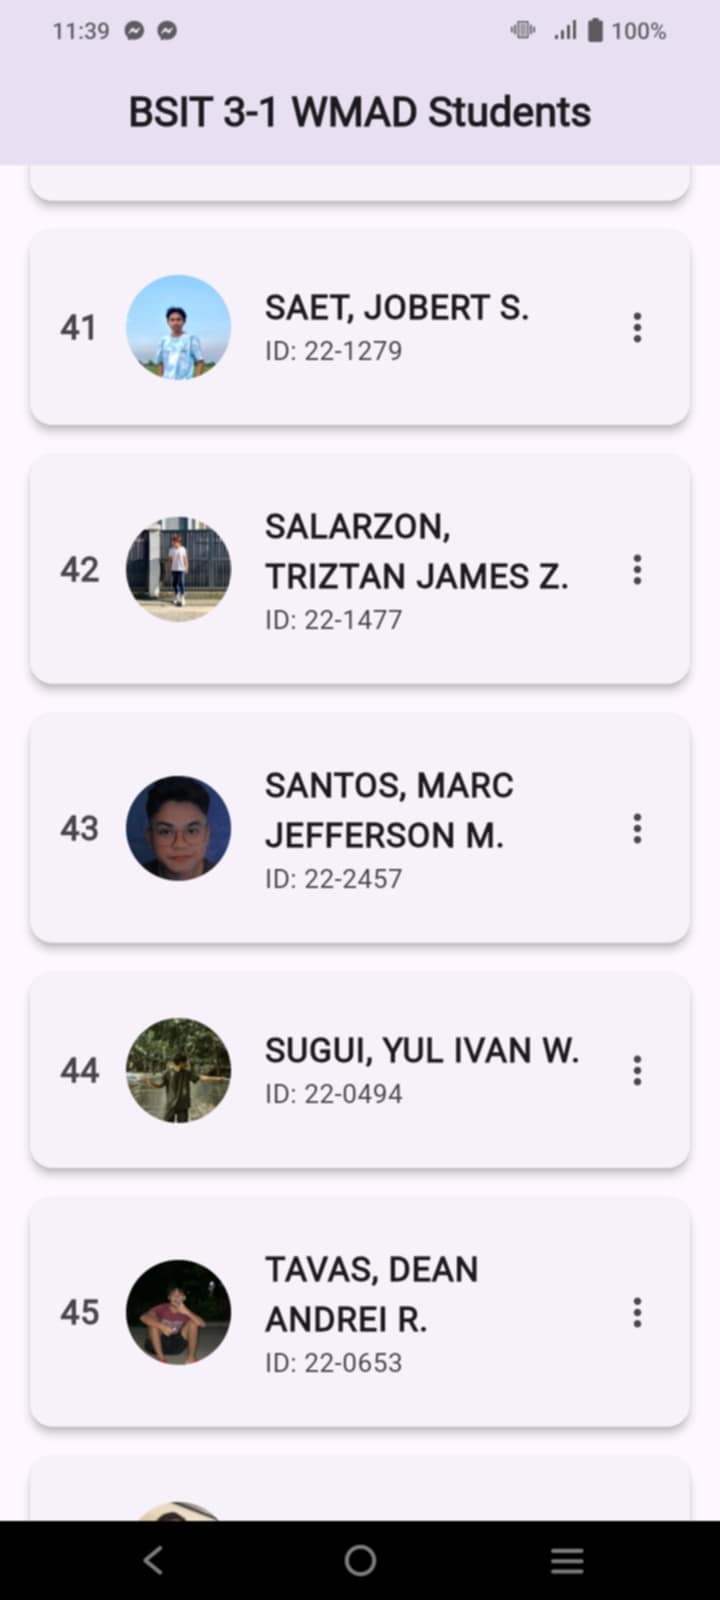 11:39
100%
BSIT 3-1 WMAD Students
41
SAET, JOBERT S.
ID: 22-1279
42
SALARZON,
TRIZTAN JAMES Z.
ID: 22-1477
43
SANTOS, MARC
JEFFERSON M.
ID: 22-2457
44
SUGUI, YUL IVAN W.
ID: 22-0494
45
TAVAS, DEAN
ANDREI R.
ID: 22-0653